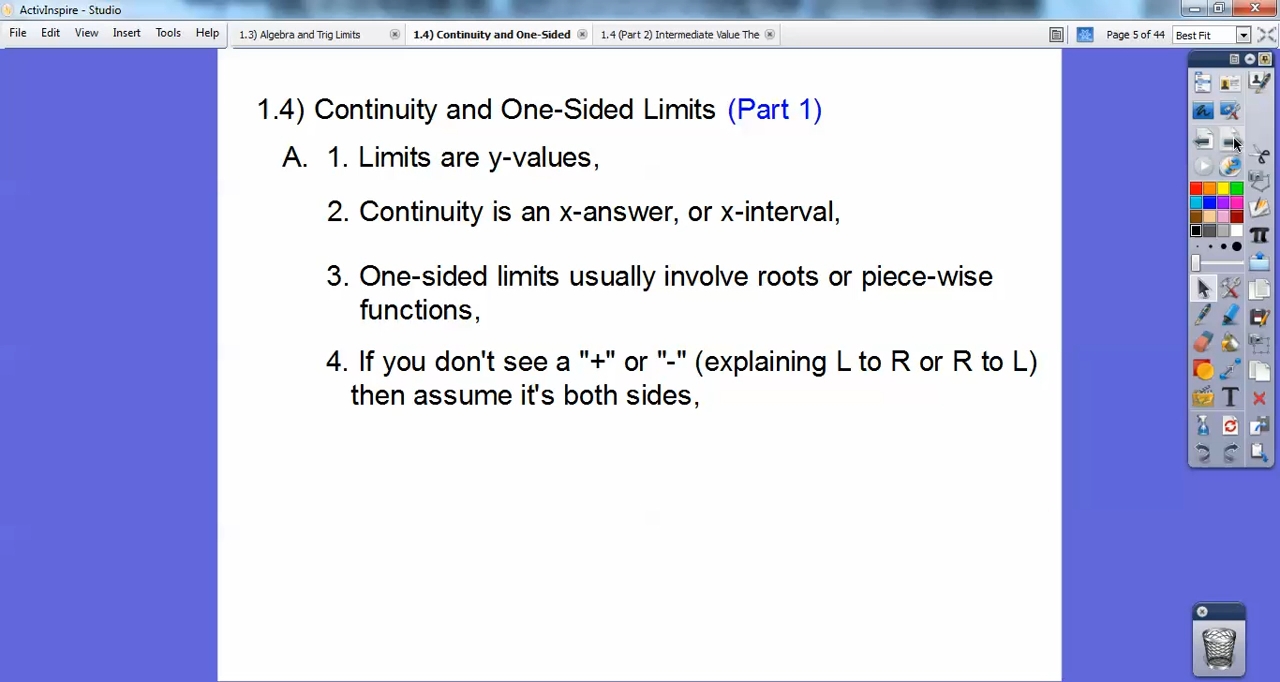 ActivInspire - Studio
File Edit View Insert Tools Help
1.3) Algebra and Trig Limits
1.4) Continuity and One-Sided
1.4 (Part 2) Intermediate Value The
Page 5 of 44
Best Fit
1.4) Continuity and One-Sided Limits (Part 1)
A. 1. Limits are y-values,
2. Continuity is an x-answer, or x-interval,
3. One-sided limits usually involve roots or piece-wise
functions,
4. If you don't see a "+" or "-" (explaining L to R or R to L)
then assume it's both sides,